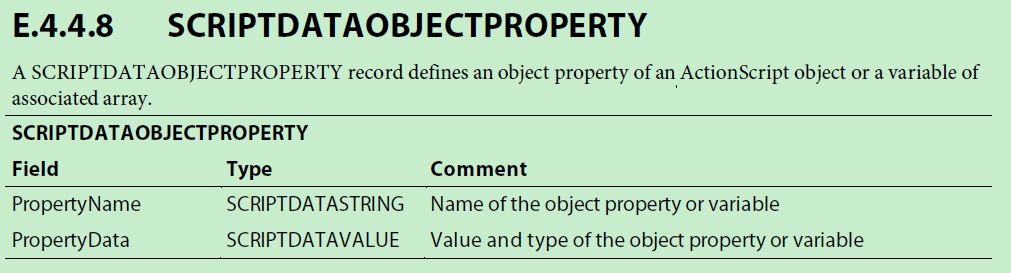 E.4.4.8 SCRIPTDATAOBJECTPROPERTY
A SCRIPTDATAOBJECTPROPERTY record defines an object property of an ActionScript object or a variable of
associated array.
SCRIPTDATAOBJECTPROPERTY
Field Type Comment
PropertyName SCRIPTDATASTRING Name of the object property or variable
PropertyData SCRIPTDATAVALUE Value and type of the object property or variable